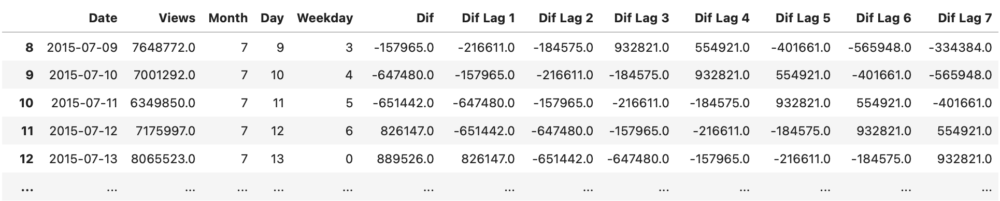 Date Views Month Day Weekday Dif Dif Lag 1 Dif Lag 2 Dif Lag 3 Dif Lag 4 Dif Lag 5 Dif Lag 6 Dif Lag 7
8 2015-07-09 7648772.0 7 9 3 -157965.0 -216611.0 -184575.0 932821.0 554921.0 -401661.0 -565948.0 -334384.0
9 2015-07-10 7001292.0 7 10 4 -647480.0 -157965.0 -216611.0 -184575.0 932821.0 554921.0 -401661.0 -565948.0
10 2015-07-11 6349850.0 7 11 5 -651442.0 -647480.0 -157965.0 -216611.0 -184575.0 932821.0 554921.0 -401661.0
11 2015-07-12 7175997.0 7 12 6 826147.0 -651442.0 -647480.0 -157965.0 -216611.0 -184575.0 932821.0 554921.0
12 2015-07-13 8065523.0 7 13 0 889526.0 826147.0 -651442.0 -647480.0 -157965.0 -216611.0 -184575.0 932821.0
... ... ... ... ... ... ... ... ... ... ... ... ... ...